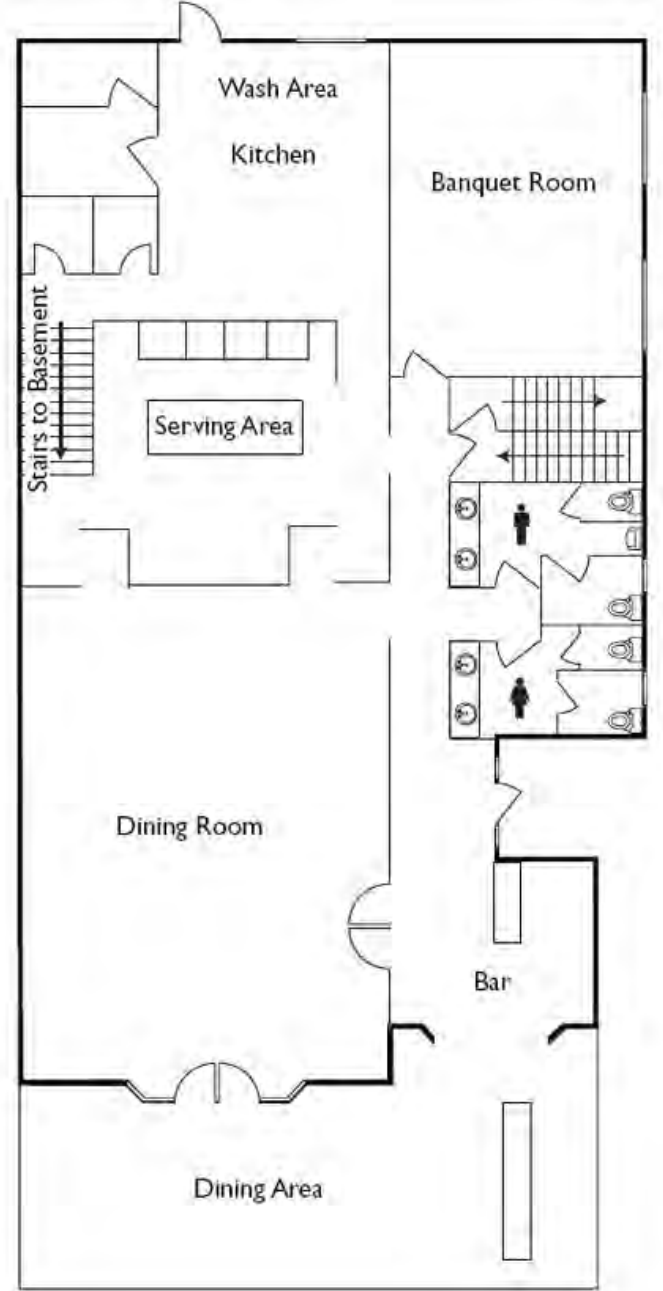 Wash Area
Kitchen
Banquet Room
Stairs to Basement
Serving Area
Dining Room
Bar
Dining Area